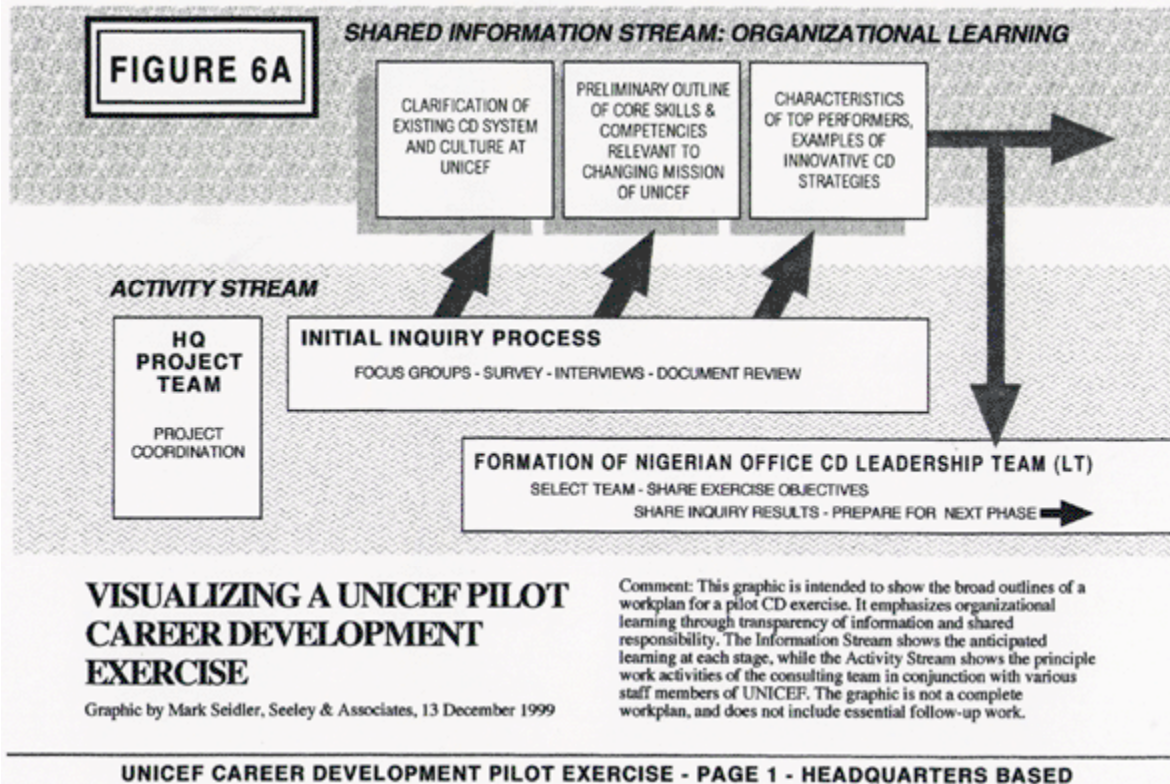 FIGURE 6A
SHARED INFORMATION STREAM: ORGANIZATIONAL LEARNING
CLARIFICATION OF
EXISTING CD SYSTEM
AND CULTURE AT
UNICEF
PRELIMINARY OUTLINE
OF CORE SKILLS &
COMPETENCIES
RELEVANT TO
CHANGING MISSION
OF UNICEF
CHARACTERISTICS
OF TOP PERFORMERS,
EXAMPLES OF
INNOVATIVE CD
STRATEGIES
ACTIVITY STREAM
HQ
PROJECT
TEAM
PROJECT
COORDINATION
INITIAL INQUIRY PROCESS
FOCUS GROUPS - SURVEY - INTERVIEWS - DOCUMENT REVIEW
FORMATION OF NIGERIAN OFFICE CD LEADERSHIP TEAM (LT)
SELECT TEAM - SHARE EXERCISE OBJECTIVES
SHARE INQUIRY RESULTS - PREPARE FOR NEXT PHASE
VISUALIZING A UNICEF PILOT
CAREER DEVELOPMENT
EXERCISE
Graphic by Mark Seidler, Seeley & Associates, 13 December 1999
Comment: This graphic is intended to show the broad outlines of a
workplan for a pilot CD exercise. It emphasizes organizational
learning through transparency of information and shared
responsibility. The Information Stream shows the anticipated
learning at each stage, while the Activity Stream shows the principle
work activities of the consulting team in conjunction with various
staff members of UNICEF. The graphic is not a complete
workplan, and does not include essential follow-up work.
UNICEF CAREER DEVELOPMENT PILOT EXERCISE - PAGE 1 - HEADQUARTERS BASED